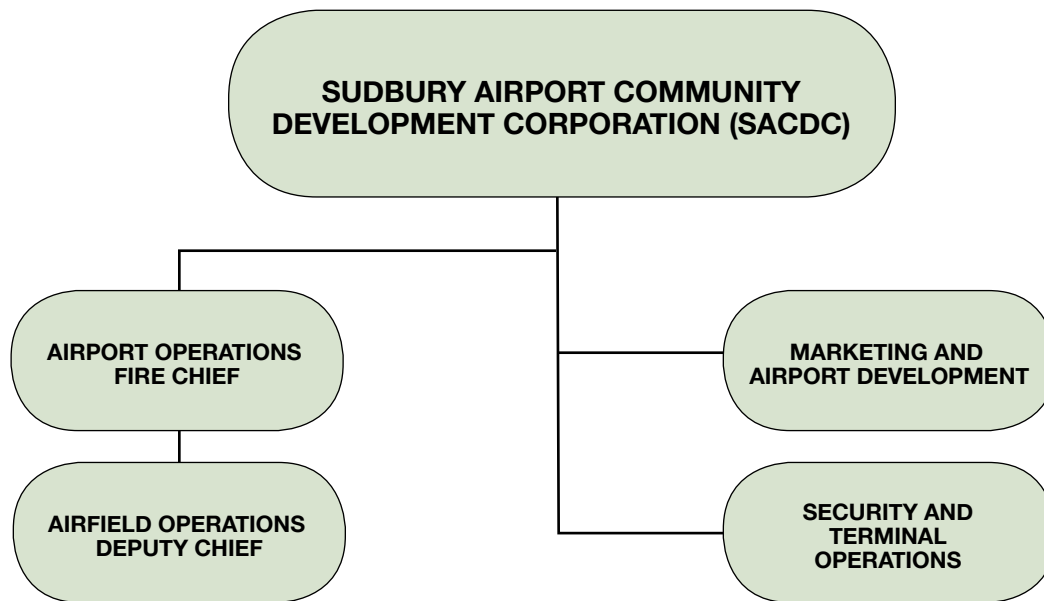 SUDBURY AIRPORT COMMUNITY
DEVELOPMENT CORPORATION (SACDC)
AIRPORT OPERATIONS
FIRE CHIEF
MARKETING AND
AIRPORT DEVELOPMENT
AIRFIELD OPERATIONS
DEPUTY CHIEF
SECURITY AND
TERMINAL
OPERATIONS